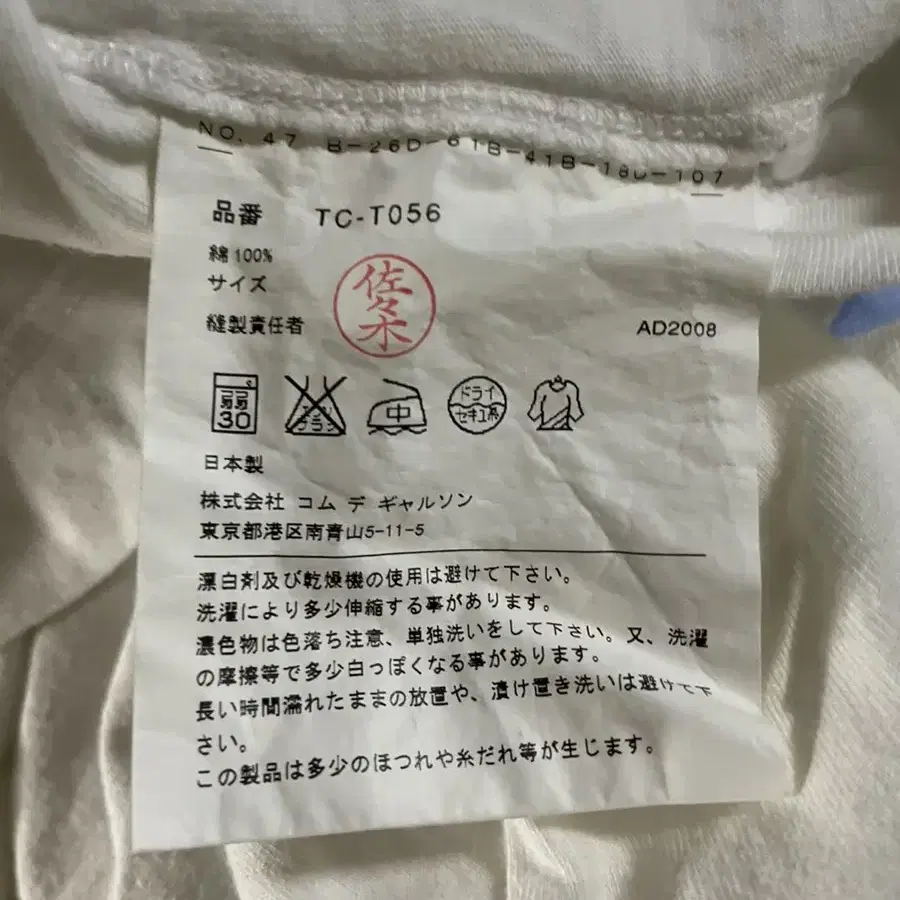 NO. 47 B-26D-61B-41B-18D-107
品番 TC-T056
綿100%
サイズ
縫製責任者 佐々木 AD2008
弱 30 エンソ サラシ 中 ドライ セキユ系
日本製
株式会社 コム デ ギャルソン
東京都港区南青山5-11-5
漂白剤及び乾燥機の使用は避けて下さい。
洗濯により多少伸縮する事があります。
濃色物は色落ち注意、単独洗いをして下さい。又、洗濯
の摩擦等で多少白っぽくなる事があります。
長い時間濡れたままの放置や、漬け置き洗いは避けて下
さい。
この製品は多少のほつれや糸だれ等が生じます。